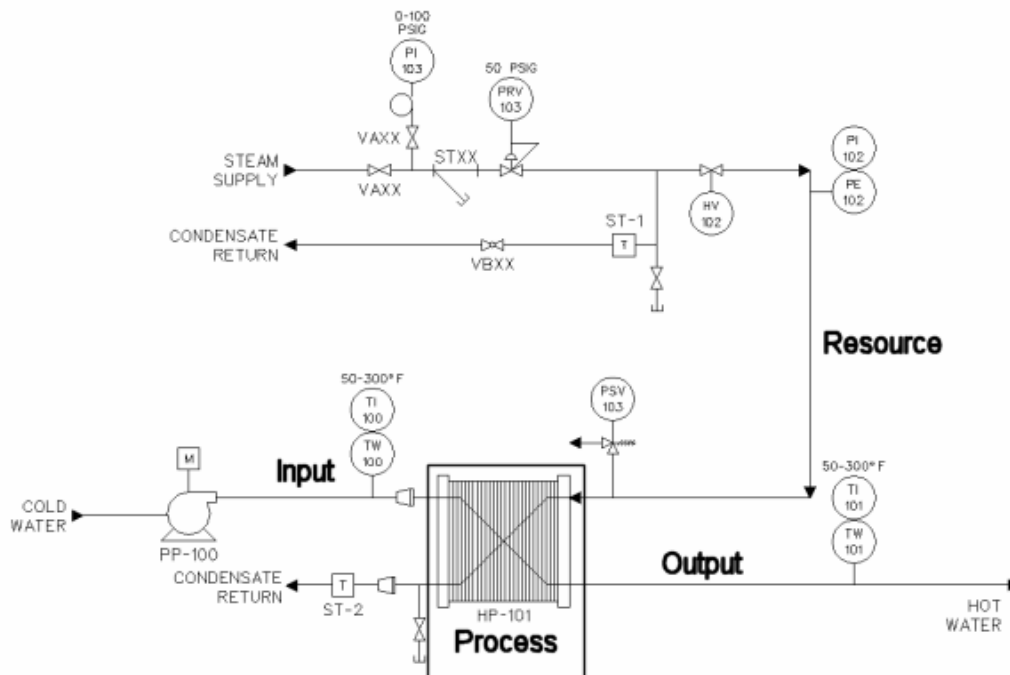 0-100
PSIG
PI
103
50 PSIG
PRV
103
VAXX
STXX
STEAM
SUPPLY
VAXX
PI
102
PE
102
HV
102
ST-1
T
CONDENSATE
RETURN
VBXX
Resource
50-300°F
TI
100
TW
100
PSV
103
M
Input
50-300°F
TI
101
TW
101
COLD
WATER
PP-100
Output
CONDENSATE
RETURN
T
ST-2
HP-101
Process
HOT
WATER